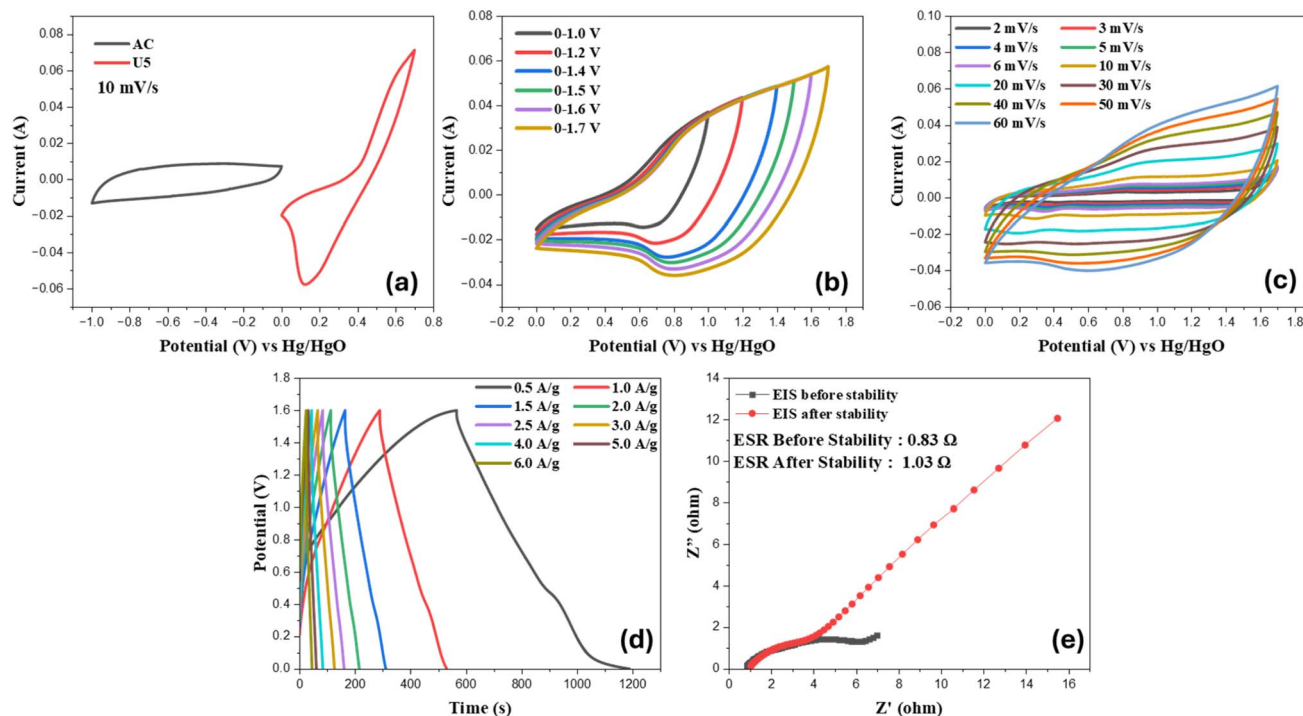 AC
U5
10 mV/s
0.08
0.06
0.04
0.02
0.00
−0.02
−0.04
−0.06
Current (A)
−1.0 −0.8 −0.6 −0.4 −0.2 0.0 0.2 0.4 0.6 0.8
Potential (V) vs Hg/HgO
(a)
0-1.0 V
0-1.2 V
0-1.4 V
0-1.5 V
0-1.6 V
0-1.7 V
0.08
0.06
0.04
0.02
0.00
−0.02
−0.04
Current (A)
0.0 0.2 0.4 0.6 0.8 1.0 1.2 1.4 1.6 1.8
Potential (V) vs Hg/HgO
(b)
2 mV/s 3 mV/s
4 mV/s 5 mV/s
6 mV/s 10 mV/s
20 mV/s 30 mV/s
40 mV/s 50 mV/s
60 mV/s
0.10
0.08
0.06
0.04
0.02
0.00
−0.02
−0.04
−0.06
Current (A)
0.0 0.2 0.4 0.6 0.8 1.0 1.2 1.4 1.6 1.8
Potential (V) vs Hg/HgO
(c)
0.5 A/g 1.0 A/g
1.5 A/g 2.0 A/g
2.5 A/g 3.0 A/g
4.0 A/g 5.0 A/g
6.0 A/g
1.8
1.6
1.4
1.2
1.0
0.8
0.6
0.4
0.2
0.0
Potential (V)
0 200 400 600 800 1000 1200
Time (s)
(d)
EIS before stability
EIS after stability
ESR Before Stability : 0.83 Ω
ESR After Stability : 1.03 Ω
14
12
10
8
6
4
2
0
Z” (ohm)
0 2 4 6 8 10 12 14 16
Z' (ohm)
(e)